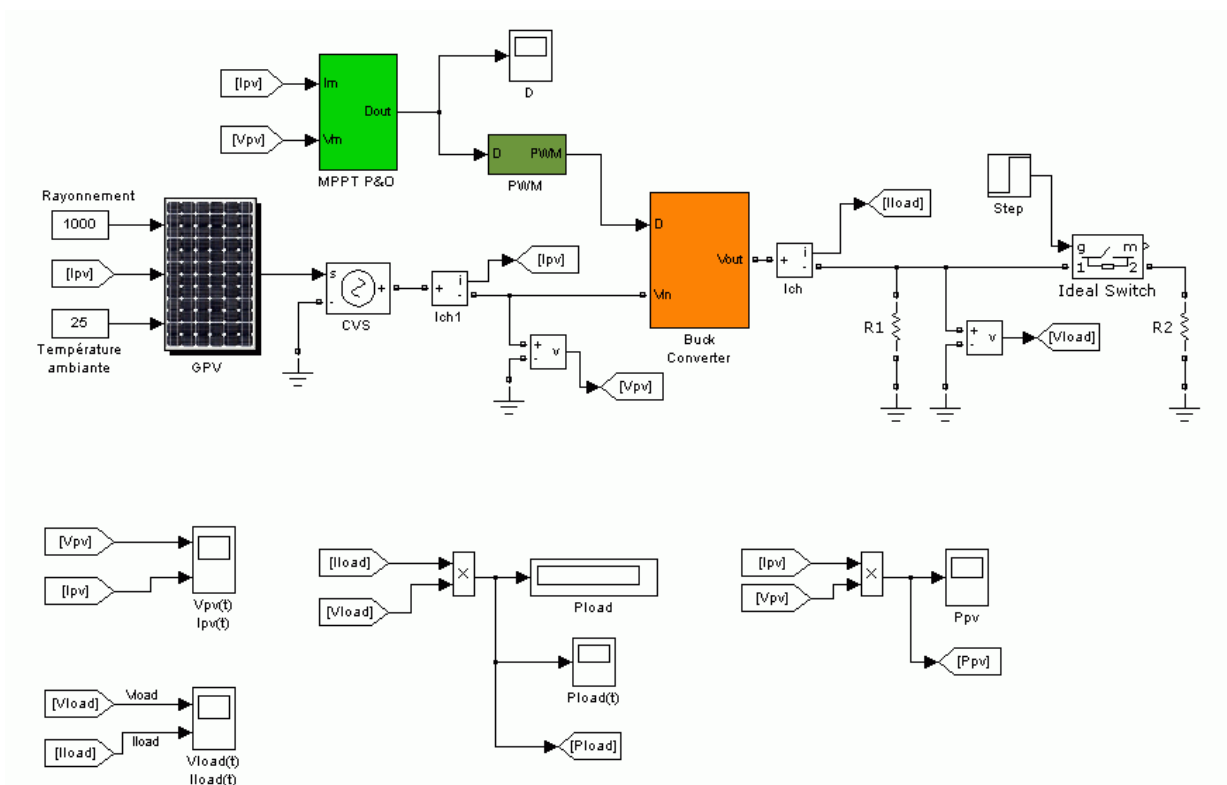 [Ipv]
Im
Dout
[Vpv]
Vm
MPPT P&O
D
D PWM
PWM
Rayonnement
1000
[Ipv]
25
Température
ambiante
GPV
s
+
-
CVS
[Ipv]
+ i
-
Ich1
+
- v
[Vpv]
D
Vout
Vin
Buck
Converter
[Iload]
+ i
-
Ich
Step
g m
1 2
Ideal Switch
R1
+
- v
[Vload]
R2
[Vpv]
[Ipv]
Vpv(t)
Ipv(t)
[Iload]
[Vload]
×
Pload
Pload(t)
[Pload]
[Ipv]
[Vpv]
×
Ppv
[Ppv]
[Vload]
Vload
[Iload]
Iload
Vload(t)
Iload(t)